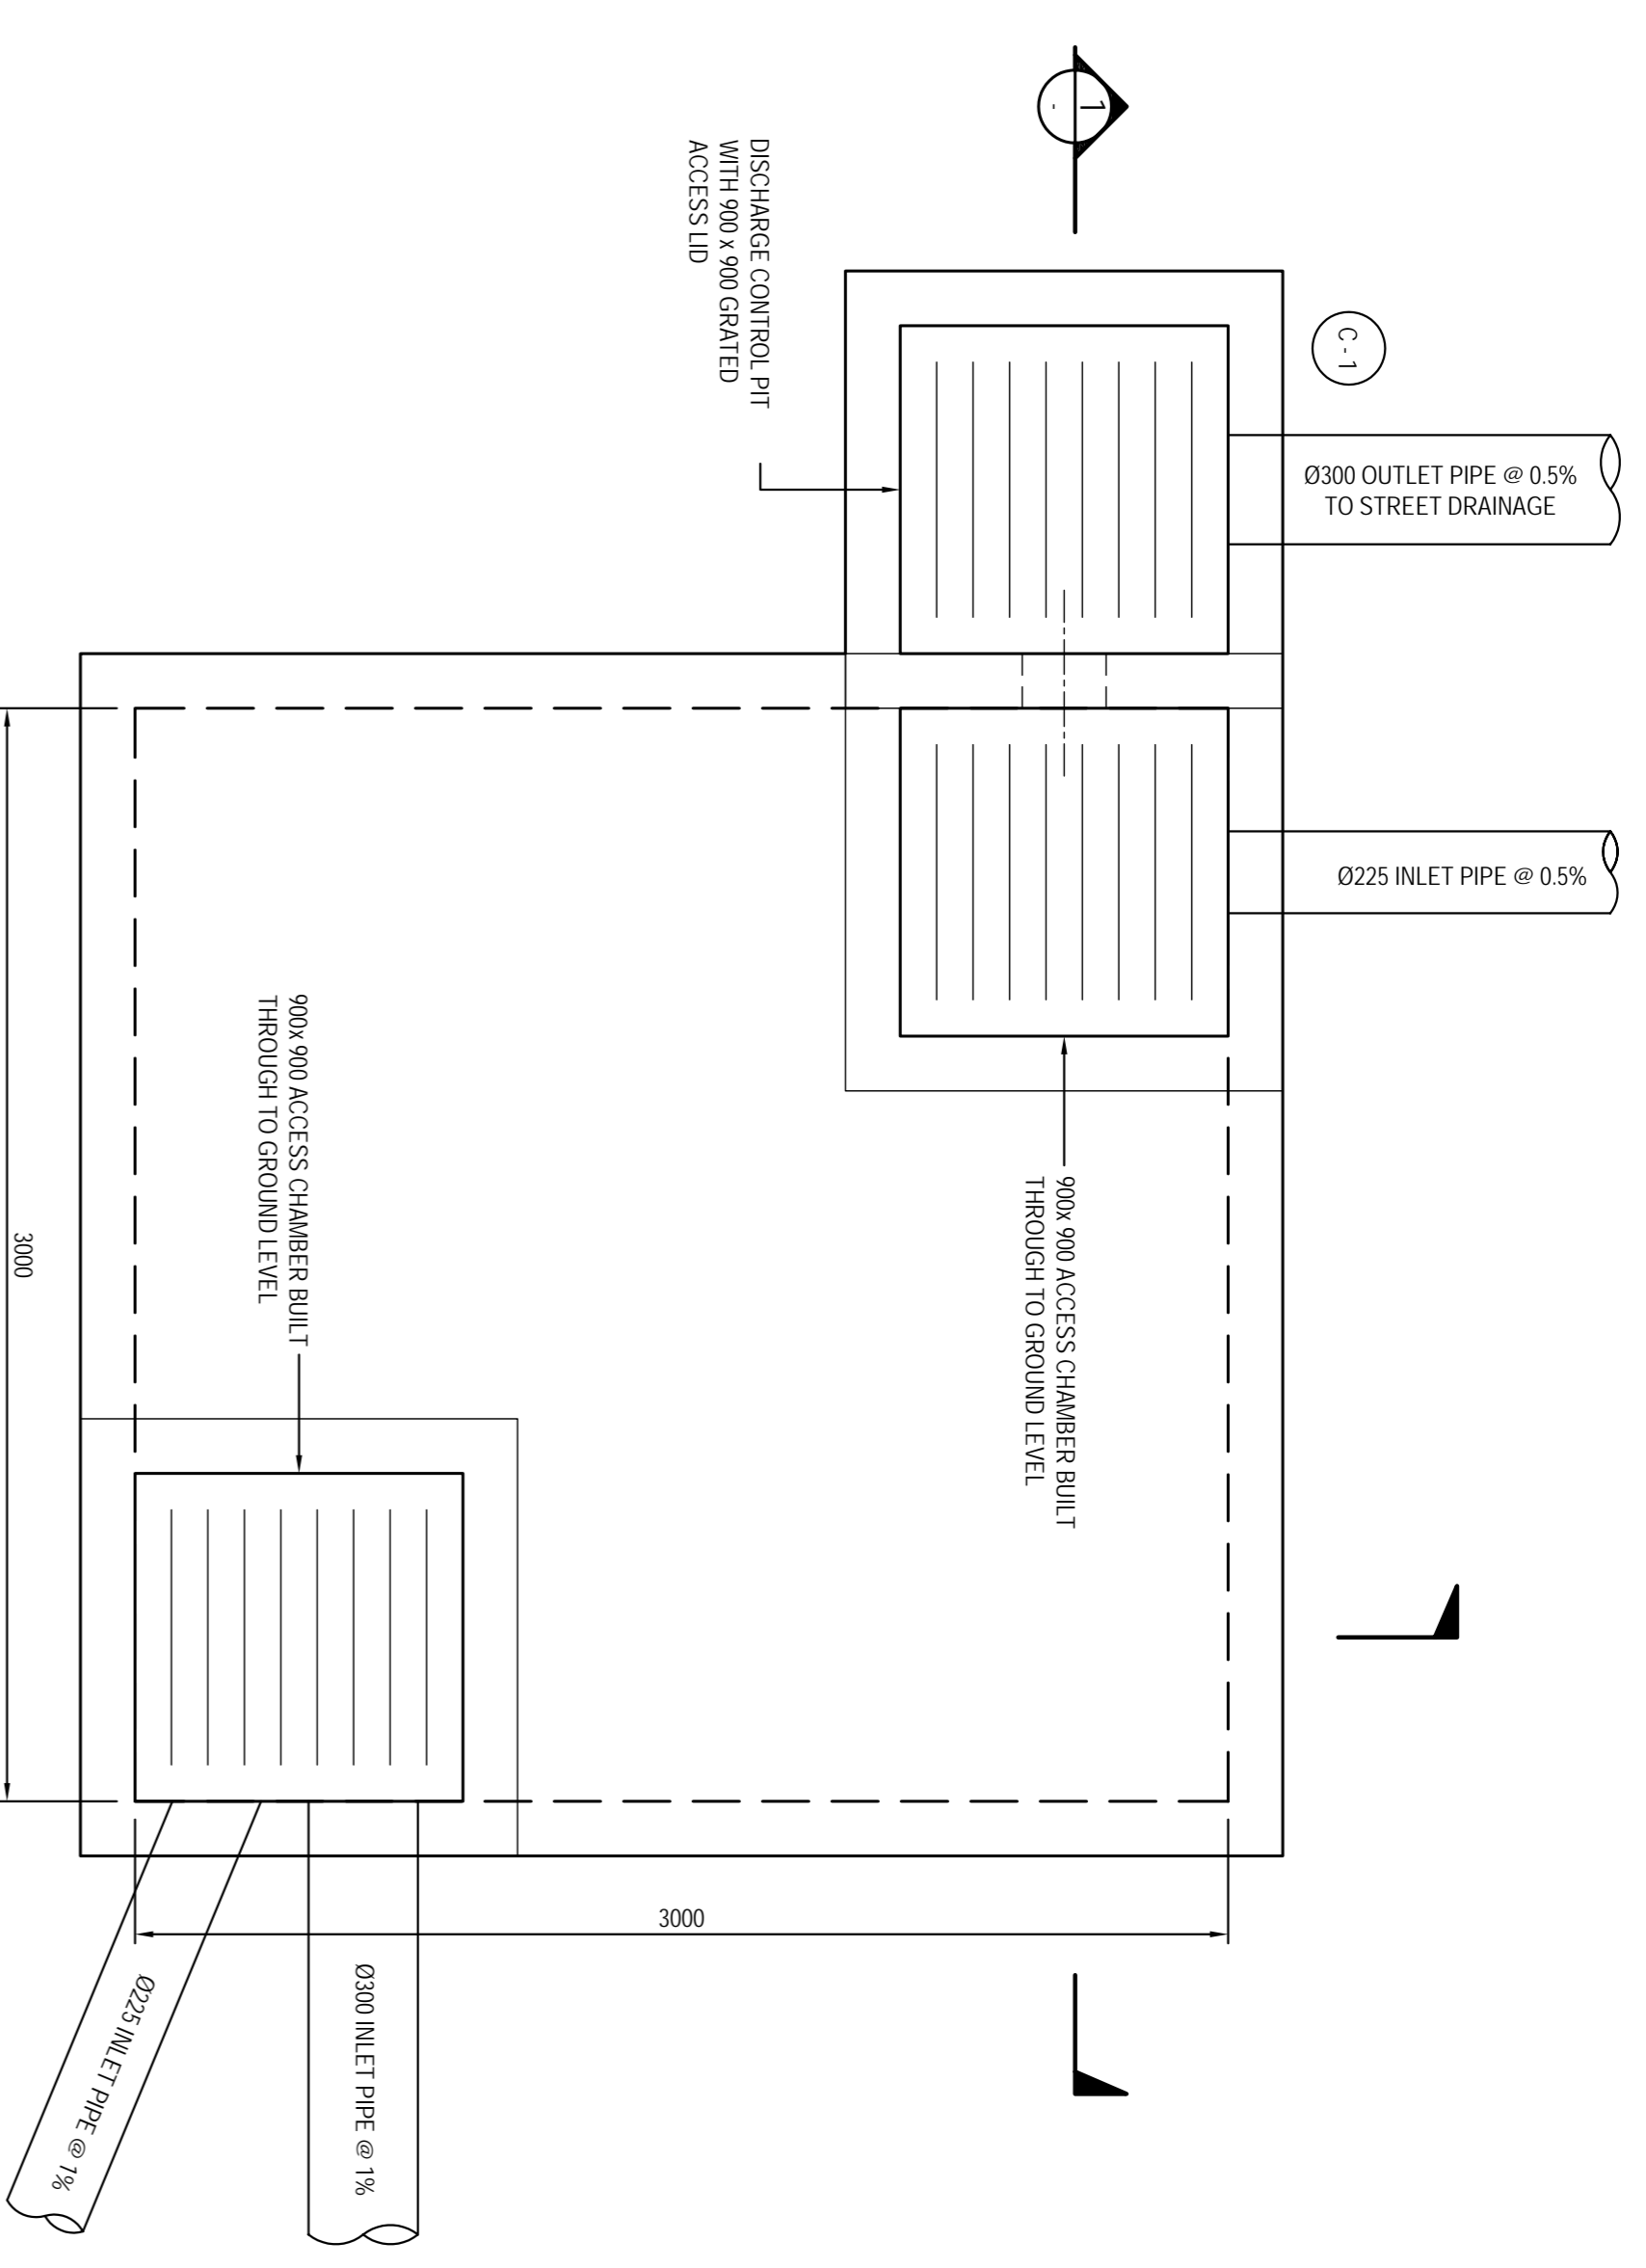 1
-
C - 1
DISCHARGE CONTROL PIT
WITH 900 x 900 GRATED
ACCESS LID
Ø300 OUTLET PIPE @ 0.5%
TO STREET DRAINAGE
Ø225 INLET PIPE @ 0.5%
900x 900 ACCESS CHAMBER BUILT
THROUGH TO GROUND LEVEL
900x 900 ACCESS CHAMBER BUILT
THROUGH TO GROUND LEVEL
3000
3000
Ø300 INLET PIPE @ 1%
Ø225 INLET PIPE @ 1%